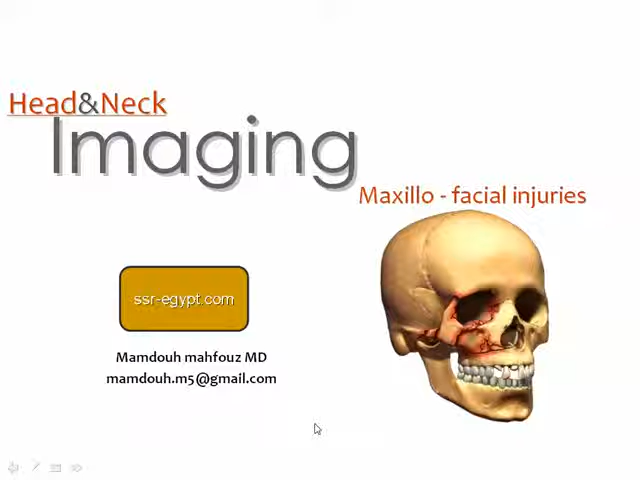 Head&Neck
Imaging
Maxillo - facial injuries
ssr-egypt.com
Mamdouh mahfouz MD
mamdouh.m5@gmail.com